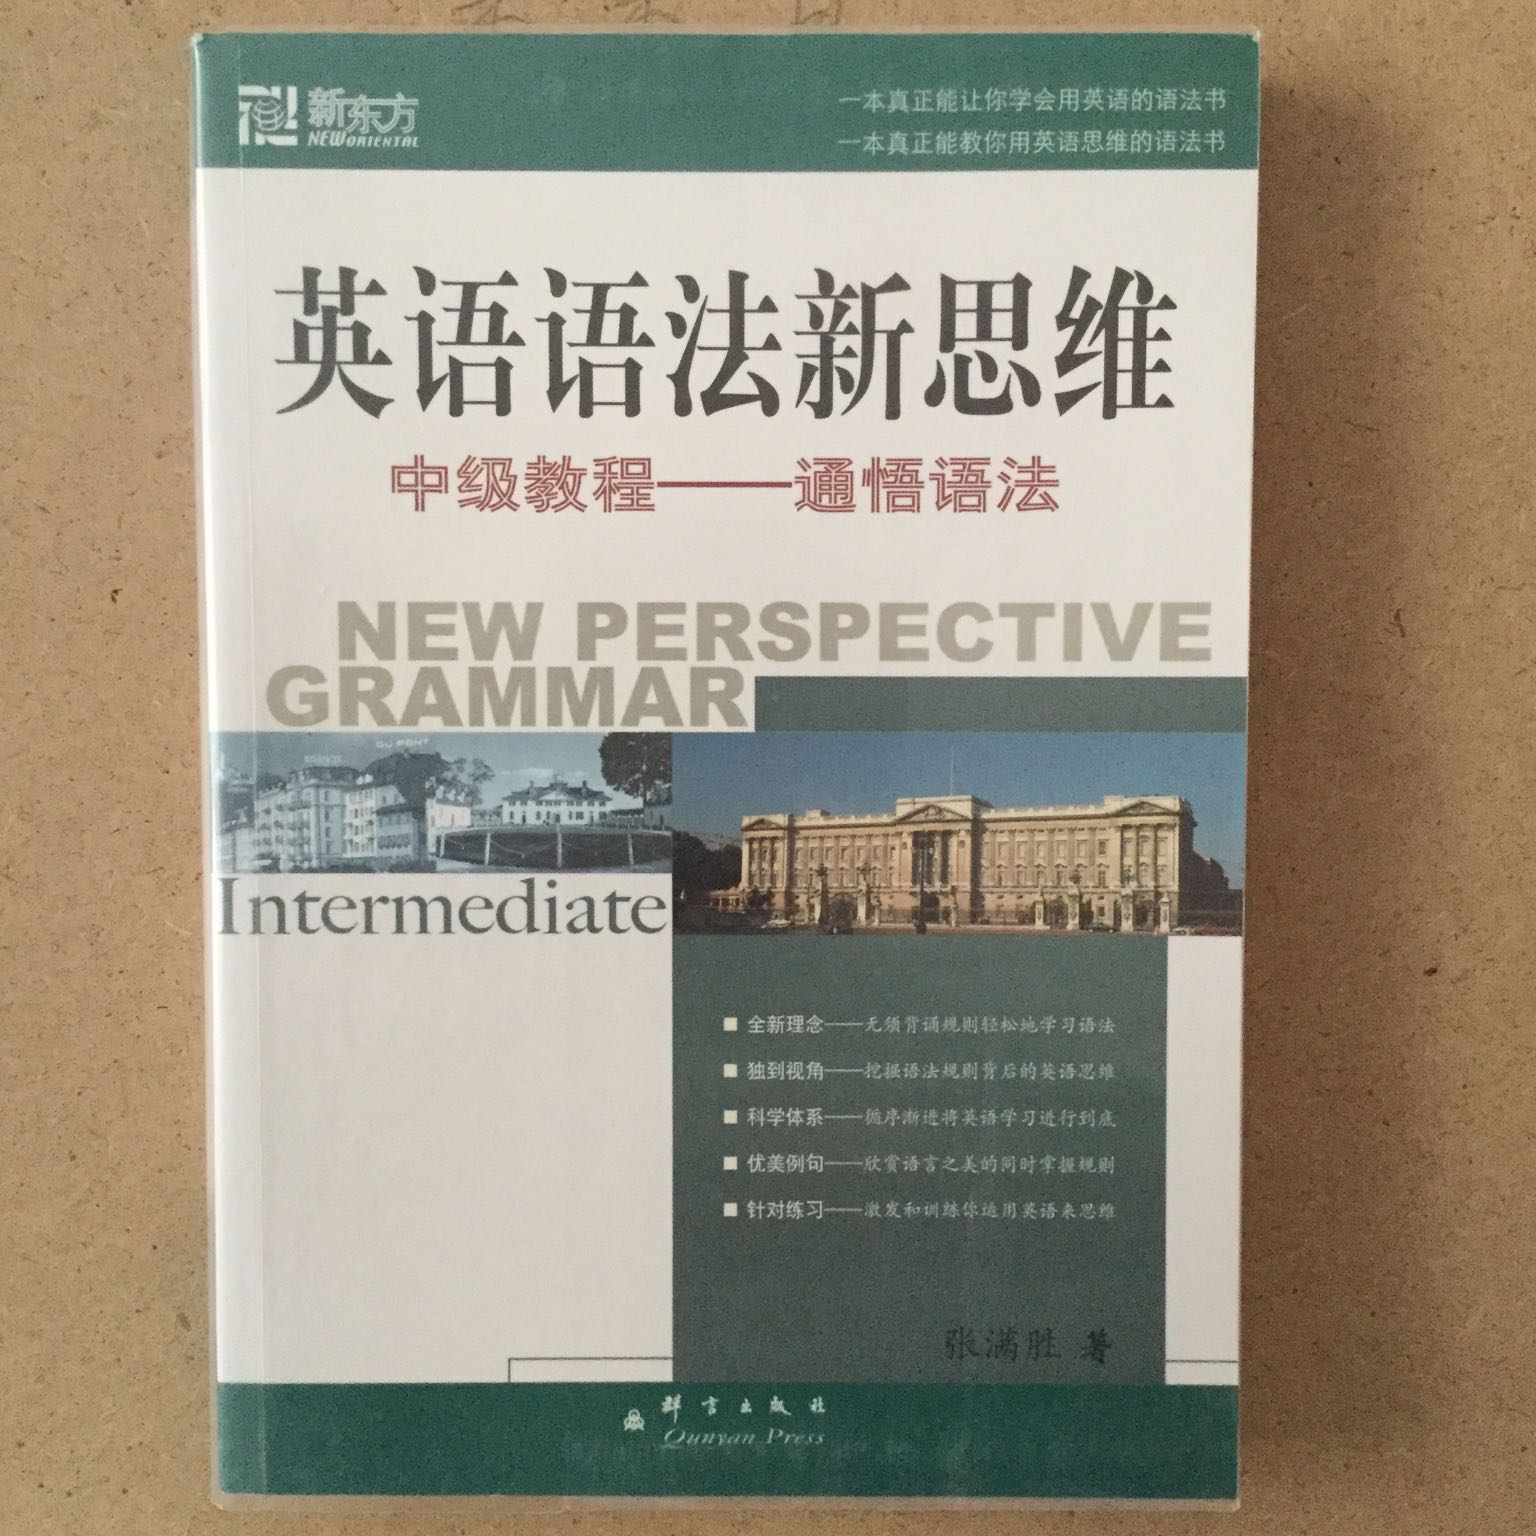 新东方
NEW ORIENTAL
一本真正能让你学会用英语的语法书
一本真正能教你用英语思维的语法书
英语语法新思维
中级教程——通悟语法
NEW PERSPECTIVE
GRAMMAR
DU PONT
Intermediate
■ 全新理念——无须背诵规则轻松地学习语法
■ 独到视角——挖掘语法规则背后的英语思维
■ 科学体系——循序渐进将英语学习进行到底
■ 优美例句——欣赏语言之美的同时掌握规则
■ 针对练习——激发和训练你运用英语来思维
张满胜 著
群言出版社
Qunyan Press